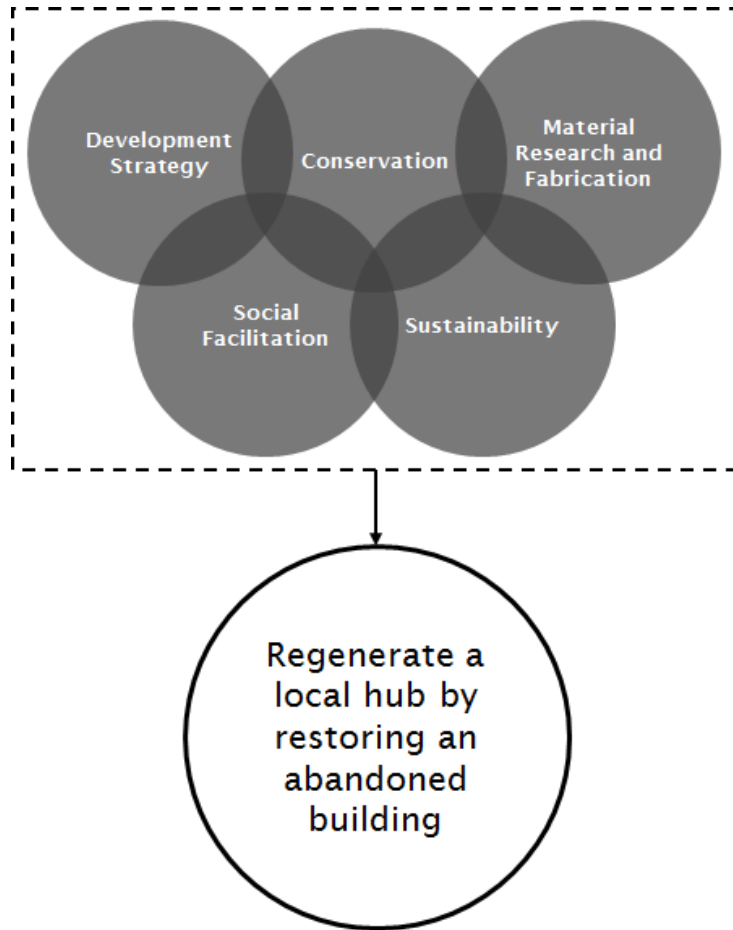 Development
Strategy
Conservation
Material
Research and
Fabrication
Social
Facilitation
Sustainability
Regenerate a
local hub by
restoring an
abandoned
building